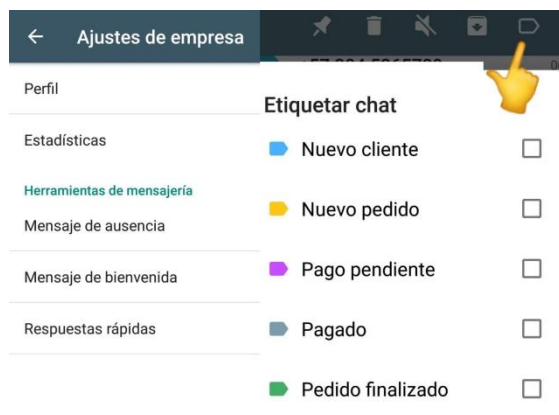 Ajustes de empresa
Perfil
Estadísticas
Herramientas de mensajería
Mensaje de ausencia
Mensaje de bienvenida
Respuestas rápidas
Etiquetar chat
Nuevo cliente
Nuevo pedido
Pago pendiente
Pagado
Pedido finalizado